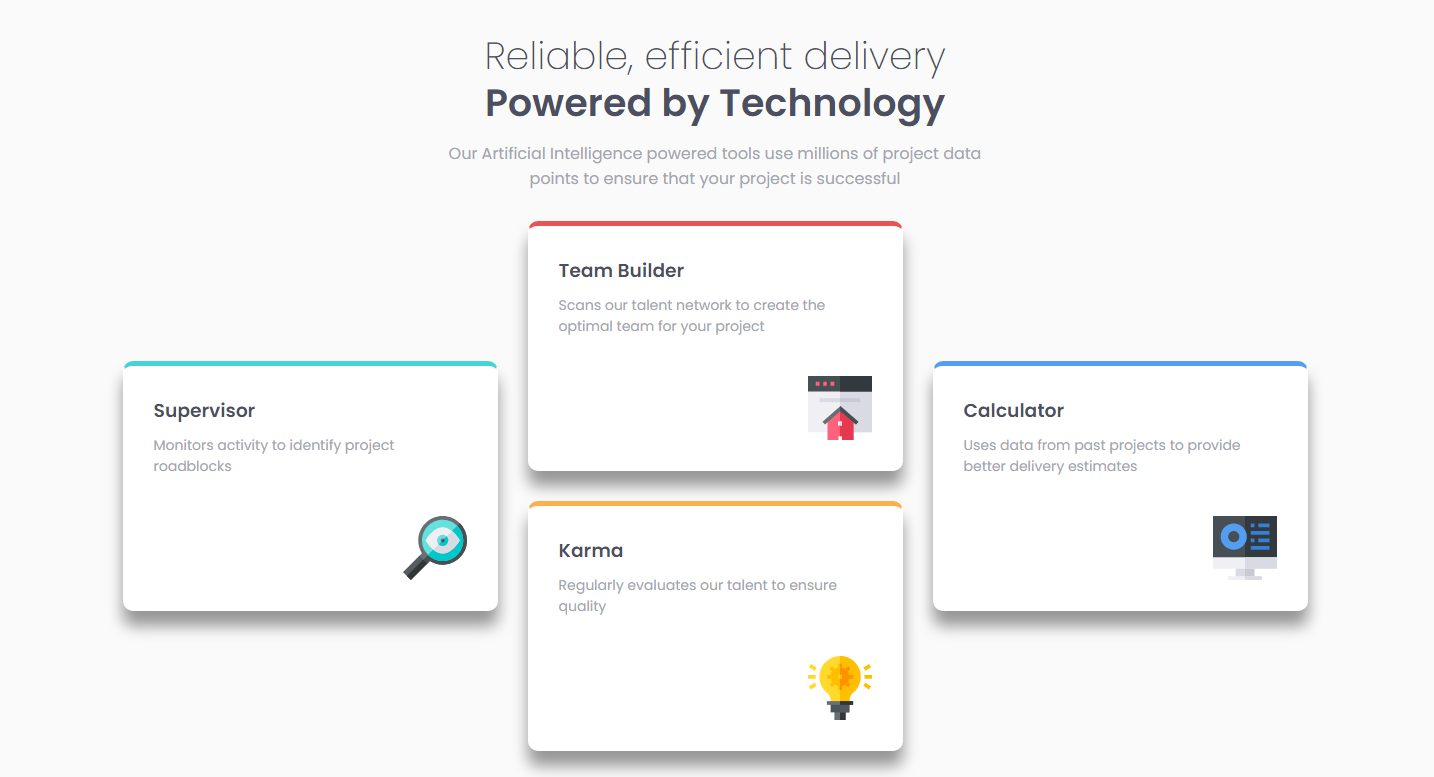 Reliable, efficient delivery
Powered by Technology
Our Artificial Intelligence powered tools use millions of project data
points to ensure that your project is successful
Supervisor
Monitors activity to identify project
roadblocks
Team Builder
Scans our talent network to create the
optimal team for your project
Karma
Regularly evaluates our talent to ensure
quality
Calculator
Uses data from past projects to provide
better delivery estimates